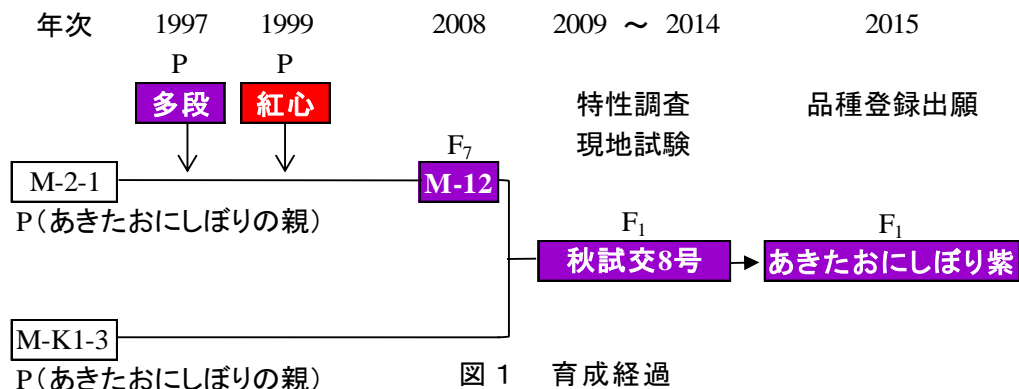 年次 1997 1999 2008 2009 ～ 2014 2015
P P
多段 紅心 特性調査 品種登録出願
現地試験
F7
M-2-1 M-12
P（あきたおにしぼりの親）
F1 F1
秋試交8号 あきたおにしぼり紫
M-K1-3
P（あきたおにしぼりの親） 図1 育成経過